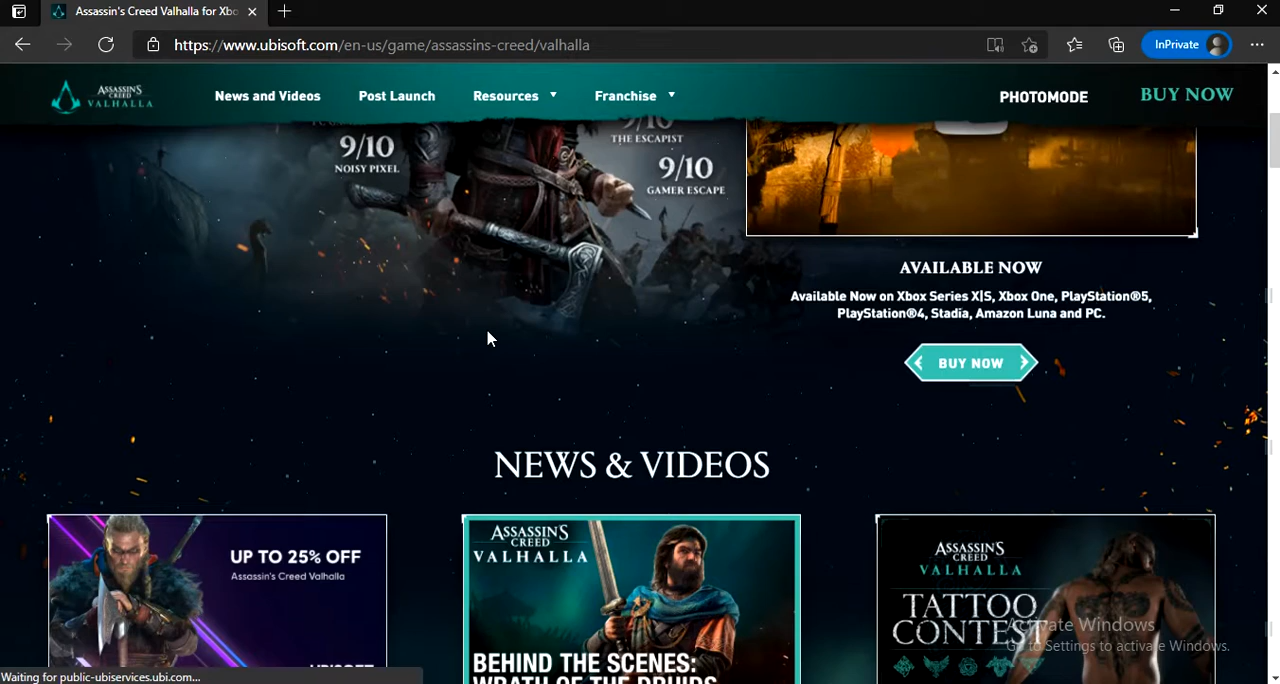 Assassin's Creed Valhalla for Xbo
https://www.ubisoft.com/en-us/game/assassins-creed/valhalla
InPrivate
ASSASSIN'S
CREED
VALHALLA
News and Videos
Post Launch
Resources
Franchise
PHOTOMODE
BUY NOW
9/10
NOISY PIXEL
THE ESCAPIST
9/10
GAMER ESCAPE
AVAILABLE NOW
Available Now on Xbox Series X|S, Xbox One, PlayStation®5,
PlayStation®4, Stadia, Amazon Luna and PC.
BUY NOW
NEWS & VIDEOS
UP TO 25% OFF
Assassin's Creed Valhalla
ASSASSIN'S
CREED
VALHALLA
BEHIND THE SCENES:
WRATH OF THE DRUIDS
ASSASSIN'S
CREED
VALHALLA
TATTOO
CONTEST
Activate Windows
Go to Settings to activate Windows.
Waiting for public-ubiservices.ubi.com...